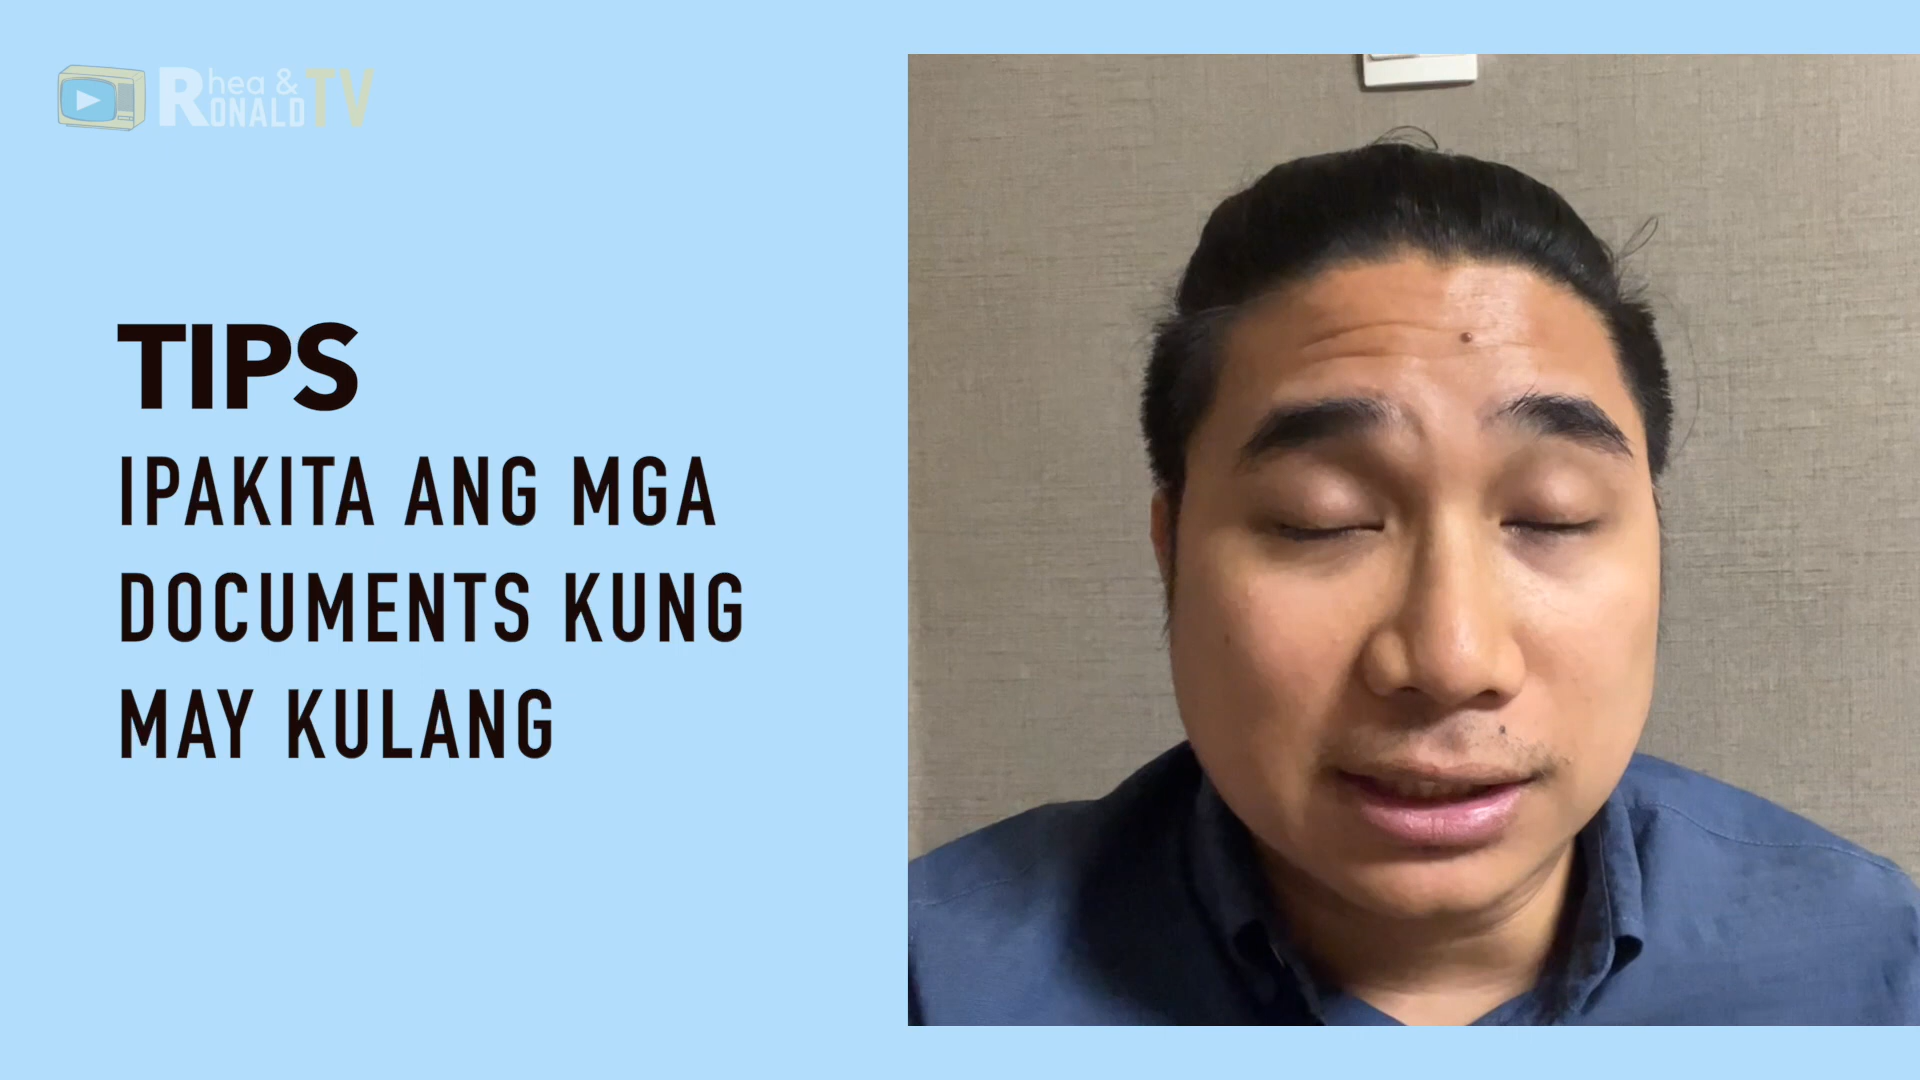 Rhea &
RONALD TV
TIPS
IPAKITA ANG MGA
DOCUMENTS KUNG
MAY KULANG